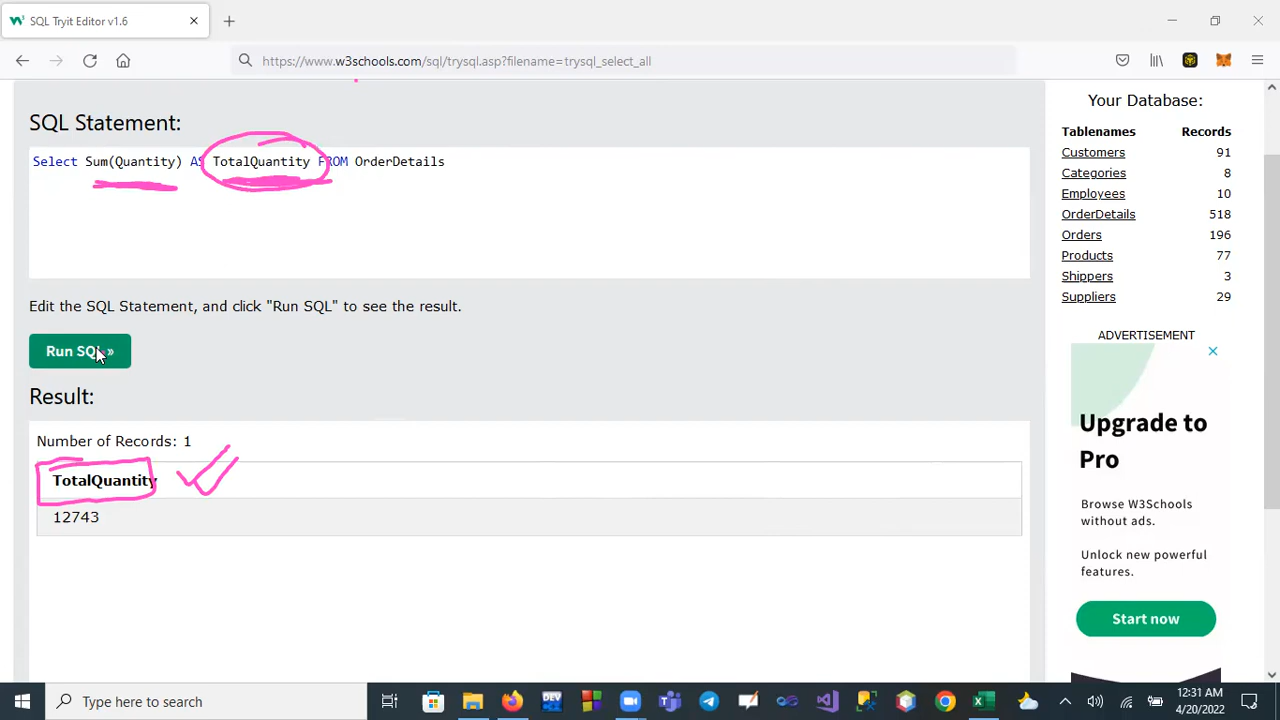 SQL Tryit Editor v1.6
https://www.w3schools.com/sql/trysql.asp?filename=trysql_select_all
SQL Statement:
Select Sum(Quantity) AS TotalQuantity FROM OrderDetails
Edit the SQL Statement, and click "Run SQL" to see the result.
Run SQL »
Result:
Number of Records: 1
TotalQuantity
12743
Your Database:
Tablenames Records
Customers 91
Categories 8
Employees 10
OrderDetails 518
Orders 196
Products 77
Shippers 3
Suppliers 29
ADVERTISEMENT
Upgrade to
Pro
Browse W3Schools
without ads.
Unlock new powerful
features.
Start now
Type here to search
DEV
12:31 AM
4/20/2022